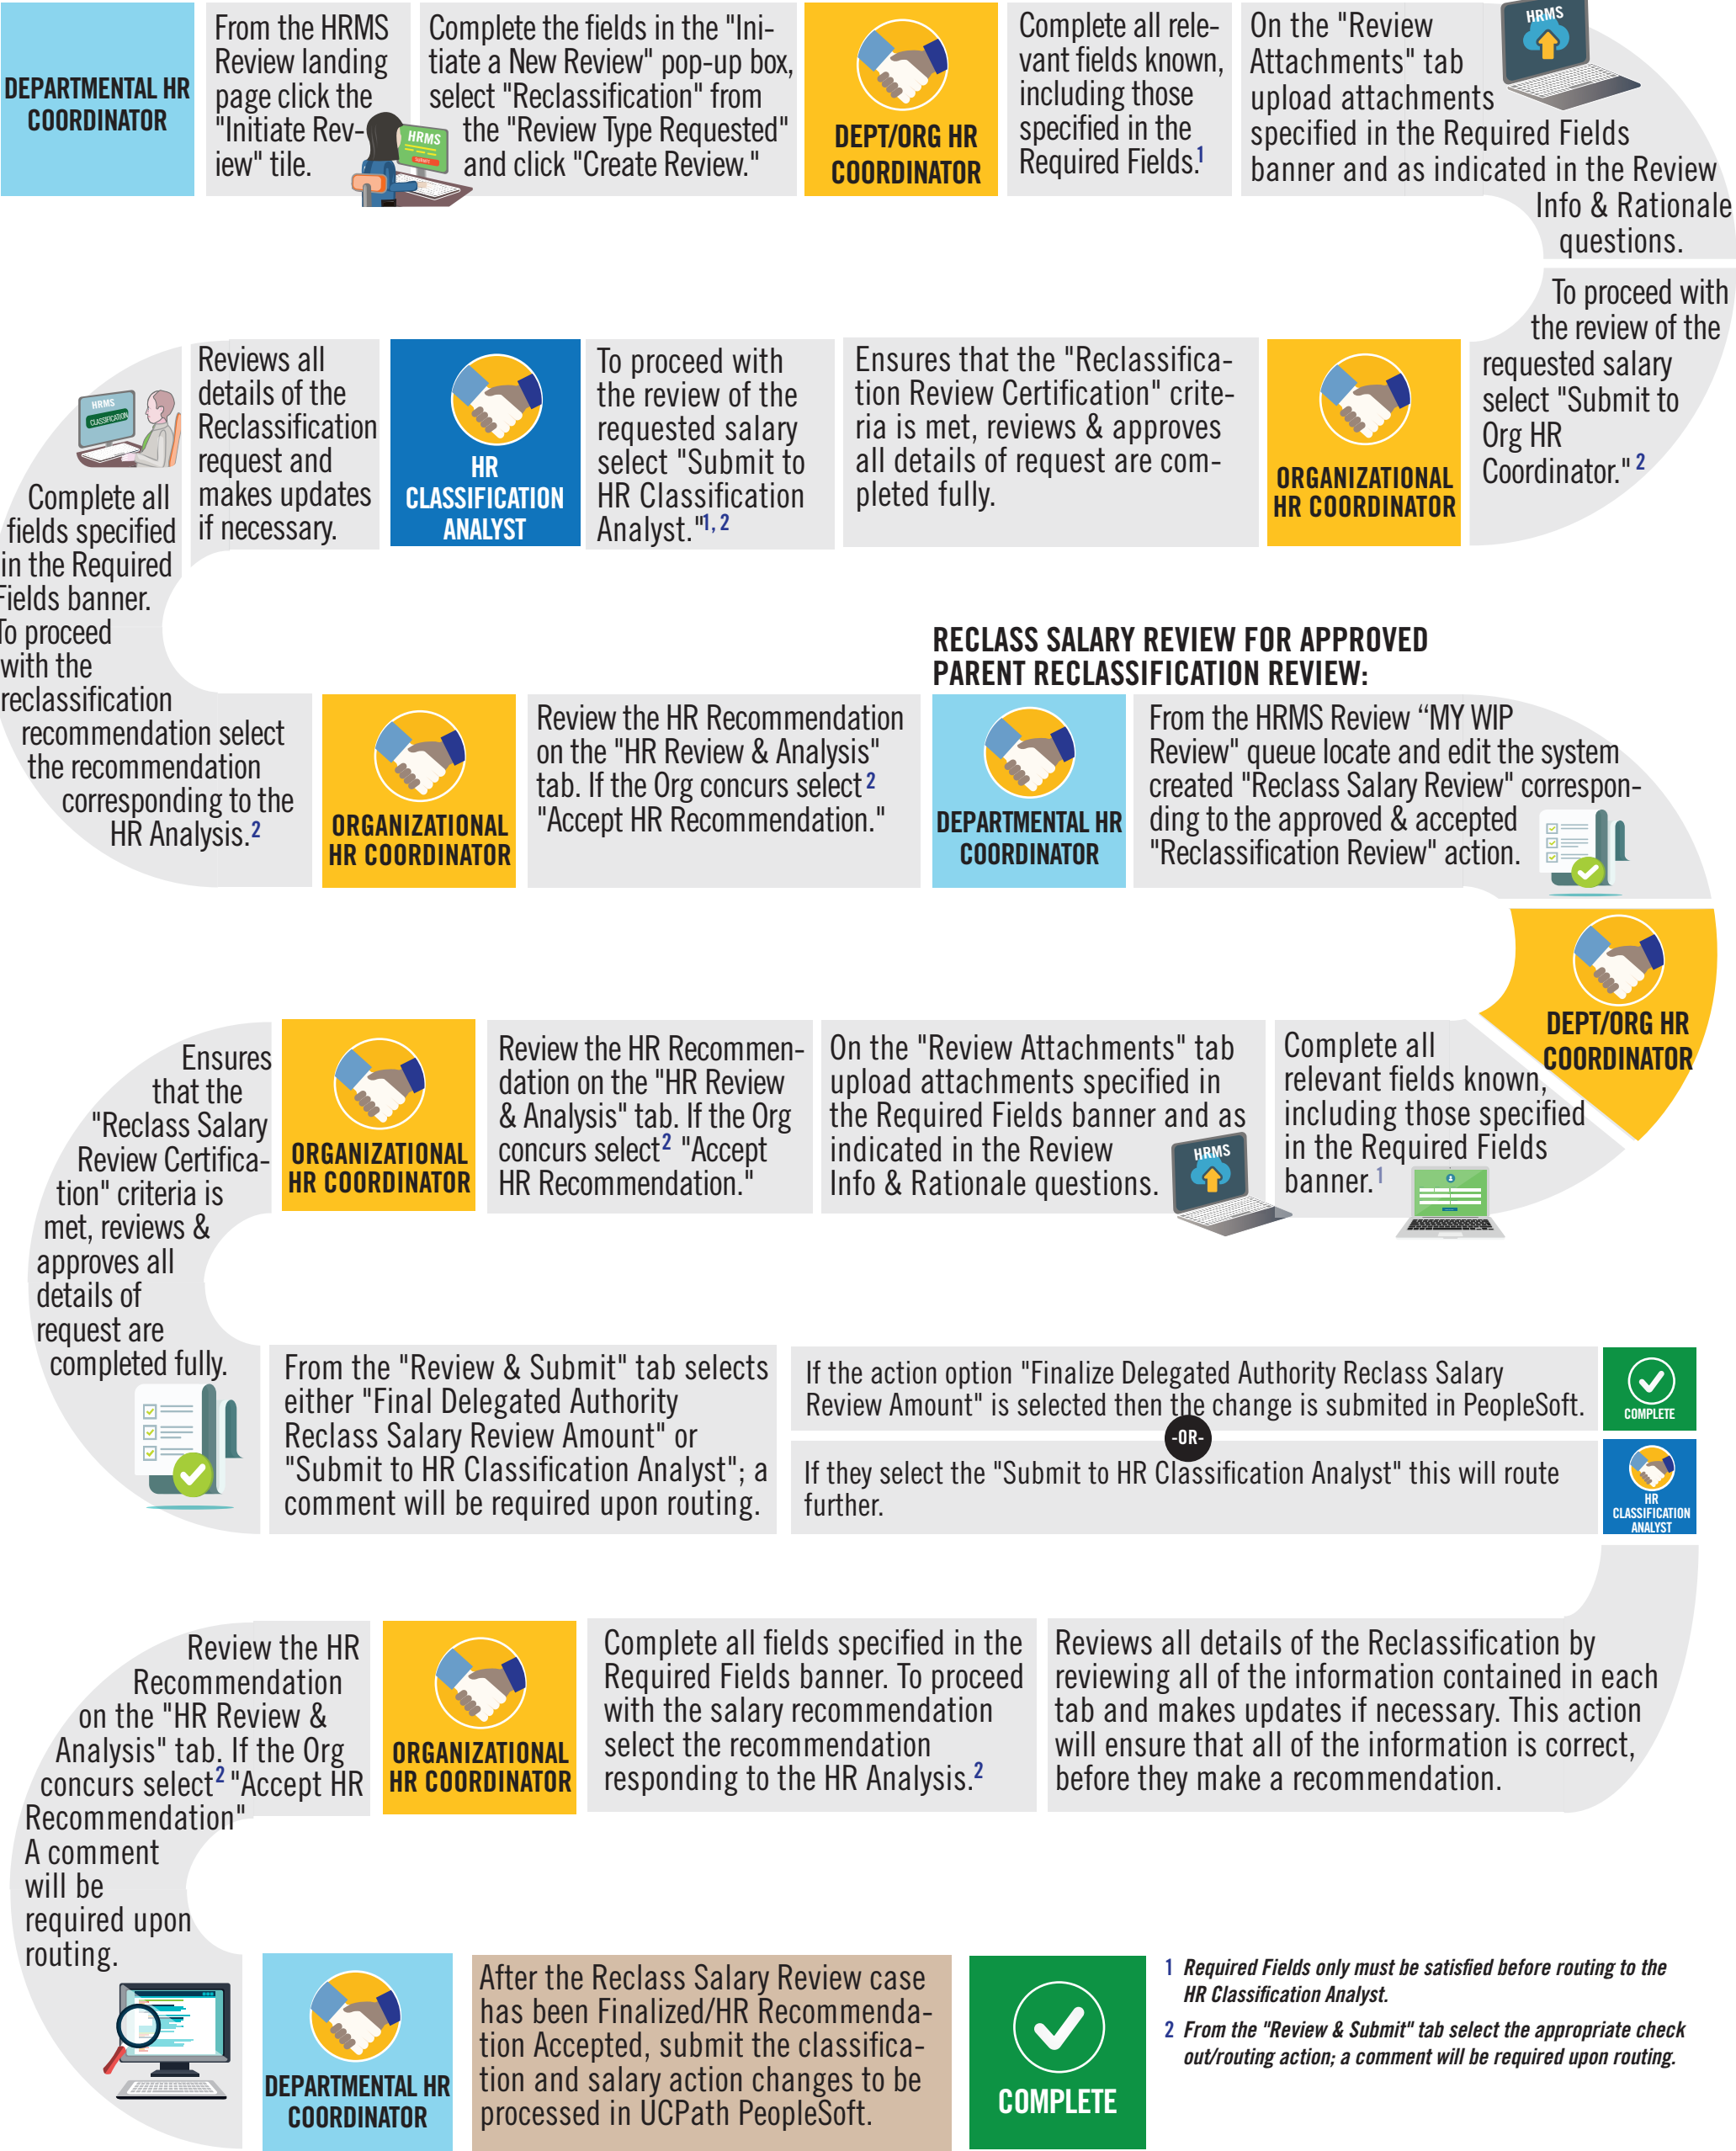 DEPARTMENTAL HR
COORDINATOR
From the HRMS
Review landing
page click the
"Initiate Rev-
iew" tile.
HRMS
Complete the fields in the "Ini-
tiate a New Review" pop-up box,
select "Reclassification" from
the "Review Type Requested"
and click "Create Review."
DEPT/ORG HR
COORDINATOR
Complete all rele-
vant fields known,
including those
specified in the
Required Fields.1
On the "Review
Attachments" tab
upload attachments
specified in the Required Fields
banner and as indicated in the Review
Info & Rationale
questions.
HRMS
To proceed with
the review of the
requested salary
select "Submit to
Org HR
Coordinator." 2
ORGANIZATIONAL
HR COORDINATOR
Ensures that the "Reclassifica-
tion Review Certification" crite-
ria is met, reviews & approves
all details of request are com-
pleted fully.
To proceed with
the review of the
requested salary
select "Submit to
HR Classification
Analyst."1, 2
HR
CLASSIFICATION
ANALYST
Reviews all
details of the
Reclassification
request and
makes updates
if necessary.
HRMS
CLASSIFICATION
Complete all
fields specified
in the Required
Fields banner.
To proceed
with the
reclassification
recommendation select
the recommendation
corresponding to the
HR Analysis.2
ORGANIZATIONAL
HR COORDINATOR
Review the HR Recommendation
on the "HR Review & Analysis"
tab. If the Org concurs select 2
"Accept HR Recommendation."
RECLASS SALARY REVIEW FOR APPROVED
PARENT RECLASSIFICATION REVIEW:
DEPARTMENTAL HR
COORDINATOR
From the HRMS Review “MY WIP
Review" queue locate and edit the system
created "Reclass Salary Review" correspon-
ding to the approved & accepted
"Reclassification Review" action.
DEPT/ORG HR
COORDINATOR
Complete all
relevant fields known,
including those specified
in the Required Fields
banner. 1
On the "Review Attachments" tab
upload attachments specified in
the Required Fields banner and as
indicated in the Review
Info & Rationale questions.
HRMS
Review the HR Recommen-
dation on the "HR Review
& Analysis" tab. If the Org
concurs select2 "Accept
HR Recommendation."
ORGANIZATIONAL
HR COORDINATOR
Ensures
that the
"Reclass Salary
Review Certifica-
tion" criteria is
met, reviews &
approves all
details of
request are
completed fully.
From the "Review & Submit" tab selects
either "Final Delegated Authority
Reclass Salary Review Amount" or
"Submit to HR Classification Analyst"; a
comment will be required upon routing.
If the action option "Finalize Delegated Authority Reclass Salary
Review Amount" is selected then the change is submited in PeopleSoft.
COMPLETE
-OR-
If they select the "Submit to HR Classification Analyst" this will route
further.
HR
CLASSIFICATION
ANALYST
Reviews all details of the Reclassification by
reviewing all of the information contained in each
tab and makes updates if necessary. This action
will ensure that all of the information is correct,
before they make a recommendation.
Complete all fields specified in the
Required Fields banner. To proceed
with the salary recommendation
select the recommendation
responding to the HR Analysis.2
ORGANIZATIONAL
HR COORDINATOR
Review the HR
Recommendation
on the "HR Review &
Analysis" tab. If the Org
concurs select2 "Accept HR
Recommendation"
A comment
will be
required upon
routing.
DEPARTMENTAL HR
COORDINATOR
After the Reclass Salary Review case
has been Finalized/HR Recommenda-
tion Accepted, submit the classifica-
tion and salary action changes to be
processed in UCPath PeopleSoft.
COMPLETE
1 Required Fields only must be satisfied before routing to the
HR Classification Analyst.
2 From the "Review & Submit" tab select the appropriate check
out/routing action; a comment will be required upon routing.